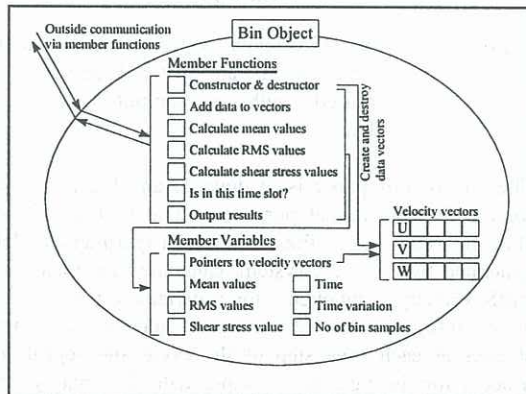 Outside communication
via member functions
Bin Object
Member Functions
Constructor & destructor
Add data to vectors
Calculate mean values
Calculate RMS values
Calculate shear stress values
Is in this time slot?
Output results
Create and destroy
data vectors
Velocity vectors
U
V
W
Member Variables
Pointers to velocity vectors
Mean values
Time
RMS values
Time variation
Shear stress value
No of bin samples